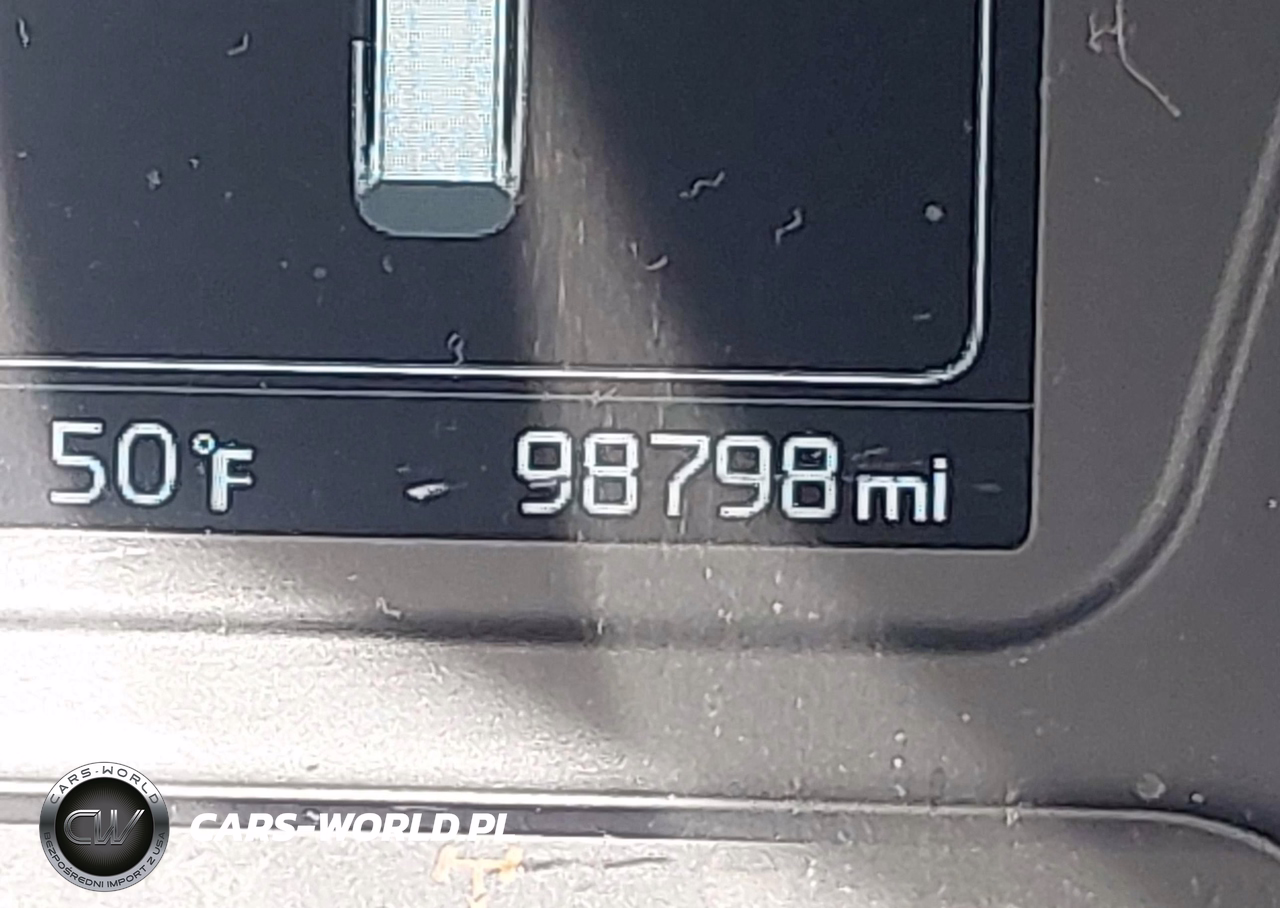 50°F 98798mi
CARS-WORLD
CW
BEZPOŚREDNI IMPORT Z USA
CARS-WORLD.PL